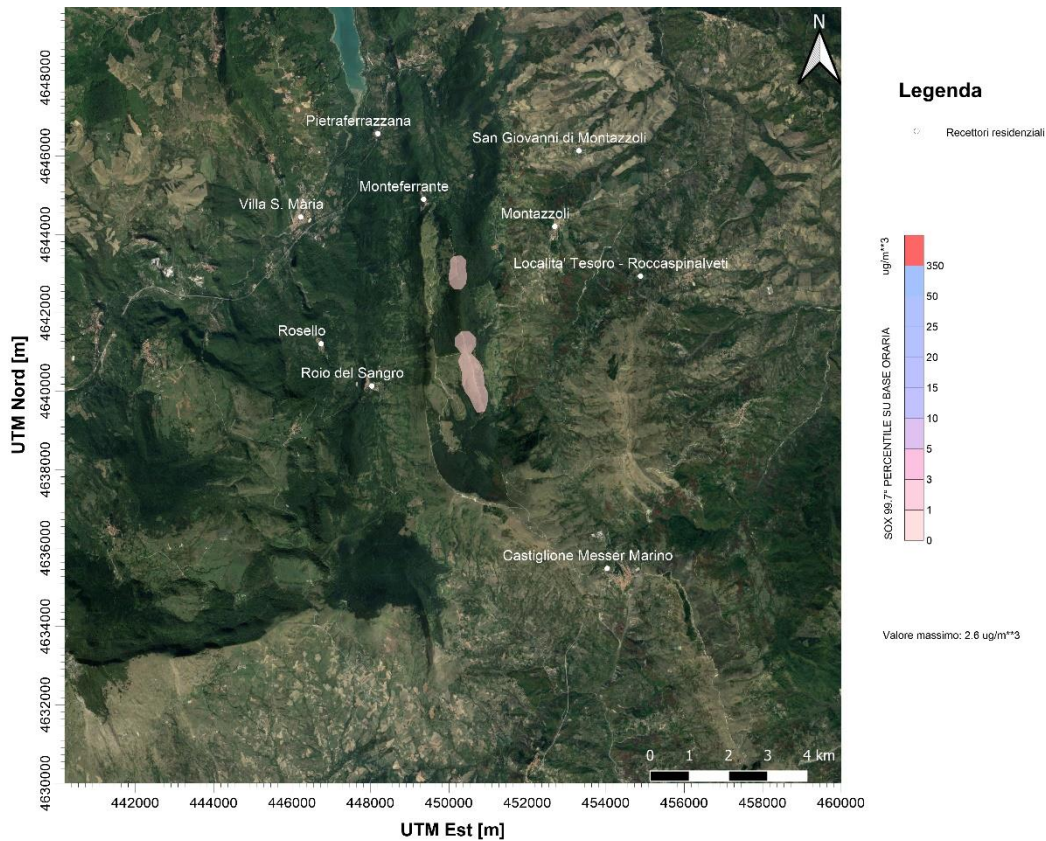 N
Pietraferrazzana
San Giovanni di Montazzoli
Monteferrante
Villa S. Maria
Montazzoli
Localita' Tesoro - Roccaspinalveti
Rosello
Roio del Sangro
Castiglione Messer Marino
0 1 2 3 4 km
4648000
4646000
4644000
4642000
4640000
4638000
4636000
4634000
4632000
4630000
UTM Nord [m]
442000 444000 446000 448000 450000 452000 454000 456000 458000 460000
UTM Est [m]
Legenda
Recettori residenziali
ug/m**3
SOX 99.7° PERCENTILE SU BASE ORARIA
350
50
25
20
15
10
5
3
1
0
Valore massimo: 2.6 ug/m**3